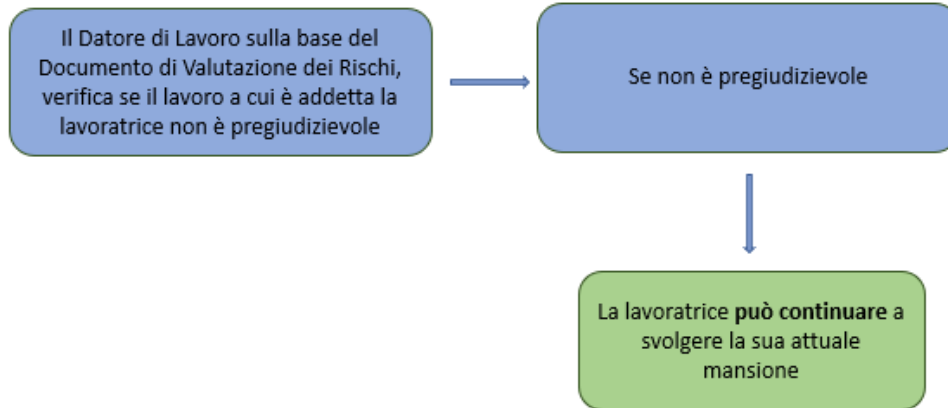 Il Datore di Lavoro sulla base del
Documento di Valutazione dei Rischi,
verifica se il lavoro a cui è addetta la
lavoratrice non è pregiudizievole
Se non è pregiudizievole
La lavoratrice può continuare a
svolgere la sua attuale
mansione